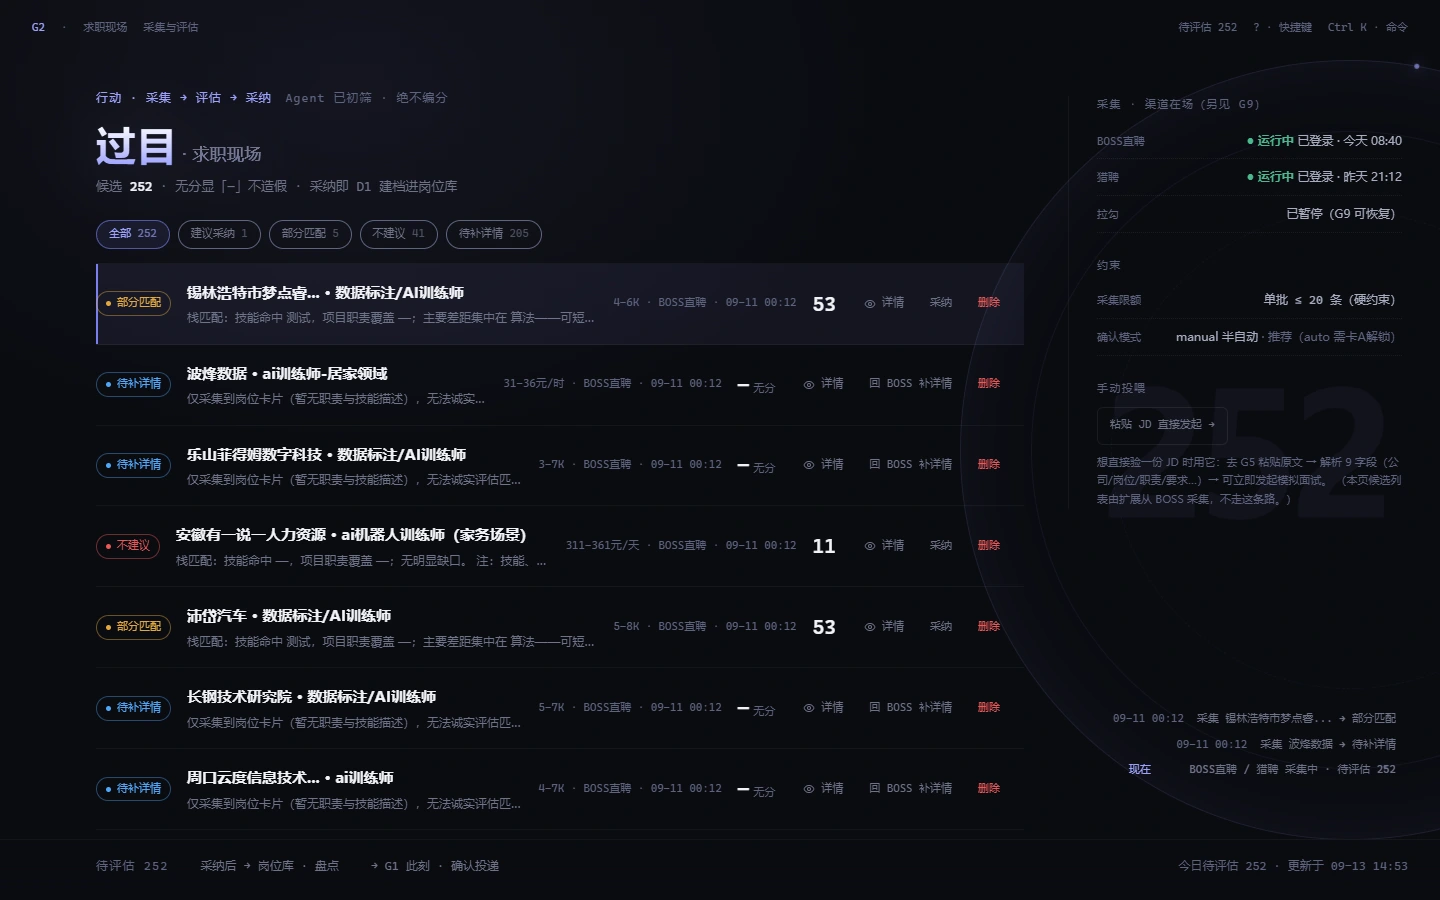 G2 · 求职现场 采集与评估
待评估 252 ? · 快捷键 Ctrl K · 命令
行动 · 采集 → 评估 → 采纳 Agent 已初筛 · 绝不编分
过目 · 求职现场
候选 252 · 无分显「—」不造假 · 采纳即 D1 建档进岗位库
全部 252 建议采纳 1 部分匹配 5 不建议 41 待补详情 205
部分匹配 锡林浩特市梦点睿... • 数据标注/AI训练师 4-6K · BOSS直聘 · 09-11 00:12 53 详情 采纳 删除
栈匹配：技能命中 测试，项目职责覆盖 —；主要差距集中在 算法——可短...
待补详情 波烽数据 • ai训练师-居家领域 31-36元/时 · BOSS直聘 · 09-11 00:12 — 无分 详情 回 BOSS 补详情 删除
仅采集到岗位卡片（暂无职责与技能描述），无法诚实...
待补详情 乐山菲得姆数字科技 • 数据标注/AI训练师 3-7K · BOSS直聘 · 09-11 00:12 — 无分 详情 回 BOSS 补详情 删除
仅采集到岗位卡片（暂无职责与技能描述），无法诚实评估匹...
不建议 安徽有一说一人力资源 • ai机器人训练师（家务场景） 311-361元/天 · BOSS直聘 · 09-11 00:12 11 详情 采纳 删除
栈匹配：技能命中 —，项目职责覆盖 —；无明显缺口。 注：技能、...
部分匹配 沛岱汽车 • 数据标注/AI训练师 5-8K · BOSS直聘 · 09-11 00:12 53 详情 采纳 删除
栈匹配：技能命中 测试，项目职责覆盖 —；主要差距集中在 算法——可短...
待补详情 长钢技术研究院 • 数据标注/AI训练师 5-7K · BOSS直聘 · 09-11 00:12 — 无分 详情 回 BOSS 补详情 删除
仅采集到岗位卡片（暂无职责与技能描述），无法诚实评估匹...
待补详情 周口云度信息技术... • ai训练师 4-7K · BOSS直聘 · 09-11 00:12 — 无分 详情 回 BOSS 补详情 删除
仅采集到岗位卡片（暂无职责与技能描述），无法诚实评估匹...
采集 · 渠道在场（另见 G9）
BOSS直聘 运行中 已登录 · 今天 08:40
猎聘 运行中 已登录 · 昨天 21:12
拉勾 已暂停（G9 可恢复）
约束
采集限额 单批 ≤ 20 条（硬约束）
确认模式 manual 半自动 · 推荐（auto 需卡A解锁）
手动投喂
252
粘贴 JD 直接发起 →
想直接验一份 JD 时用它：去 G5 粘贴原文 → 解析 9 字段（公
司/岗位/职责/要求...）→ 可立即发起模拟面试。（本页候选列
表由扩展从 BOSS 采集，不走这条路。）
09-11 00:12 采集 锡林浩特市梦点睿... → 部分匹配
09-11 00:12 采集 波烽数据 → 待补详情
现在 BOSS直聘 / 猎聘 采集中 · 待评估 252
待评估 252 采纳后 → 岗位库 · 盘点 → G1 此刻 · 确认投递
今日待评估 252 · 更新于 09-13 14:53